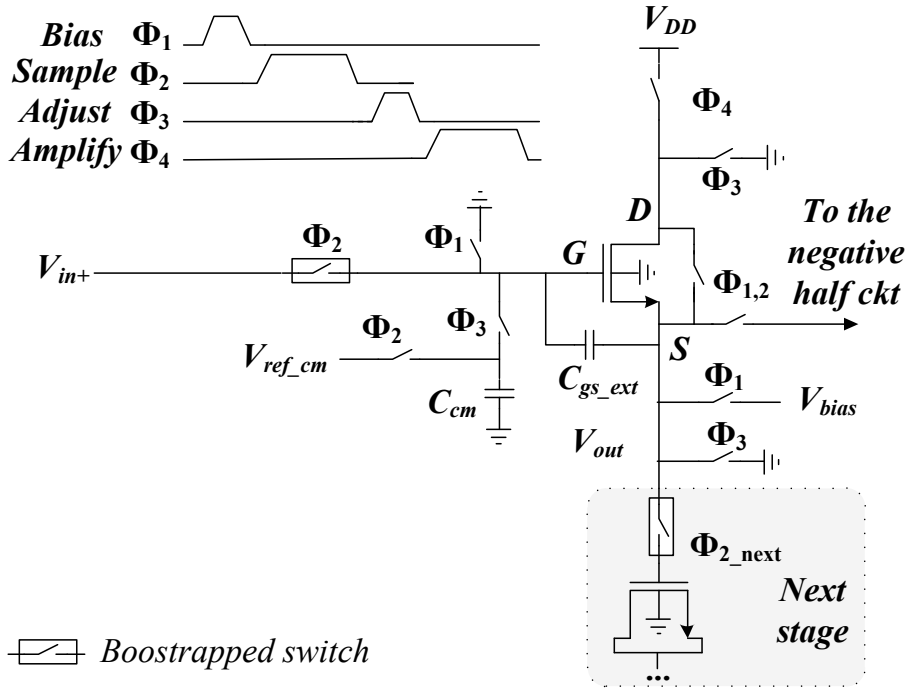 Bias Φ1
Sample Φ2
Adjust Φ3
Amplify Φ4
VDD
Φ4
Φ3
D
To the
negative
half ckt
Φ2
Φ1
G
Vin+
Φ1,2
Φ3
S
Φ2
Vref_cm
Ccm
Cgs_ext
Φ1
Vbias
Vout
Φ3
Φ2_next
Next
stage
...
Boostrapped switch